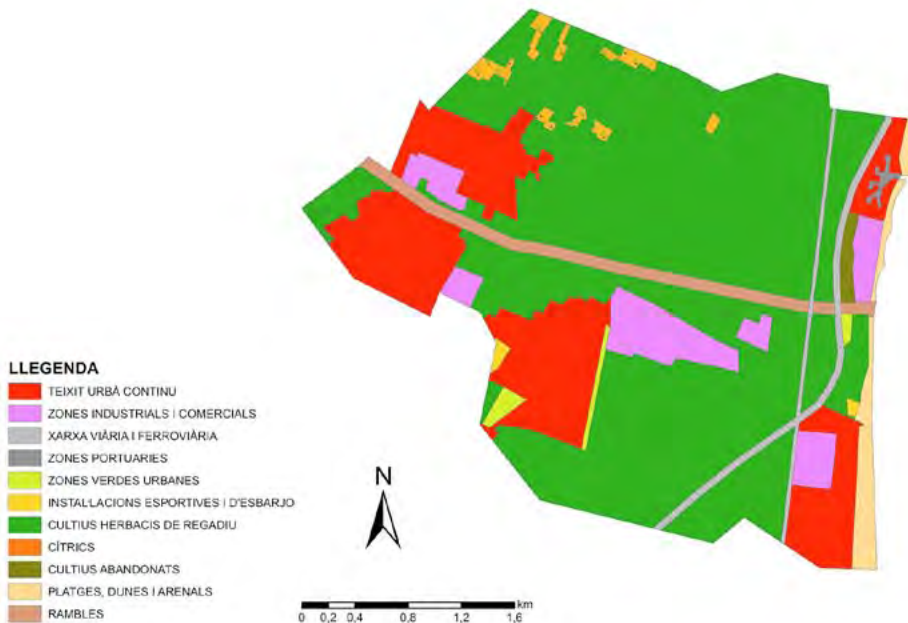 LLEGENDA
TEIXIT URBÀ CONTINU
ZONES INDUSTRIALS I COMERCIALS
XARXA VIÀRIA I FERROVIÀRIA
ZONES PORTUARIES
ZONES VERDES URBANES
INSTAL·LACIONS ESPORTIVES I D'ESBARJO
CULTIUS HERBACIS DE REGADIU
CÍTRICS
CULTIUS ABANDONATS
PLATGES, DUNES I ARENALS
RAMBLES
N
km
0 0,2 0,4 0,8 1,2 1,6